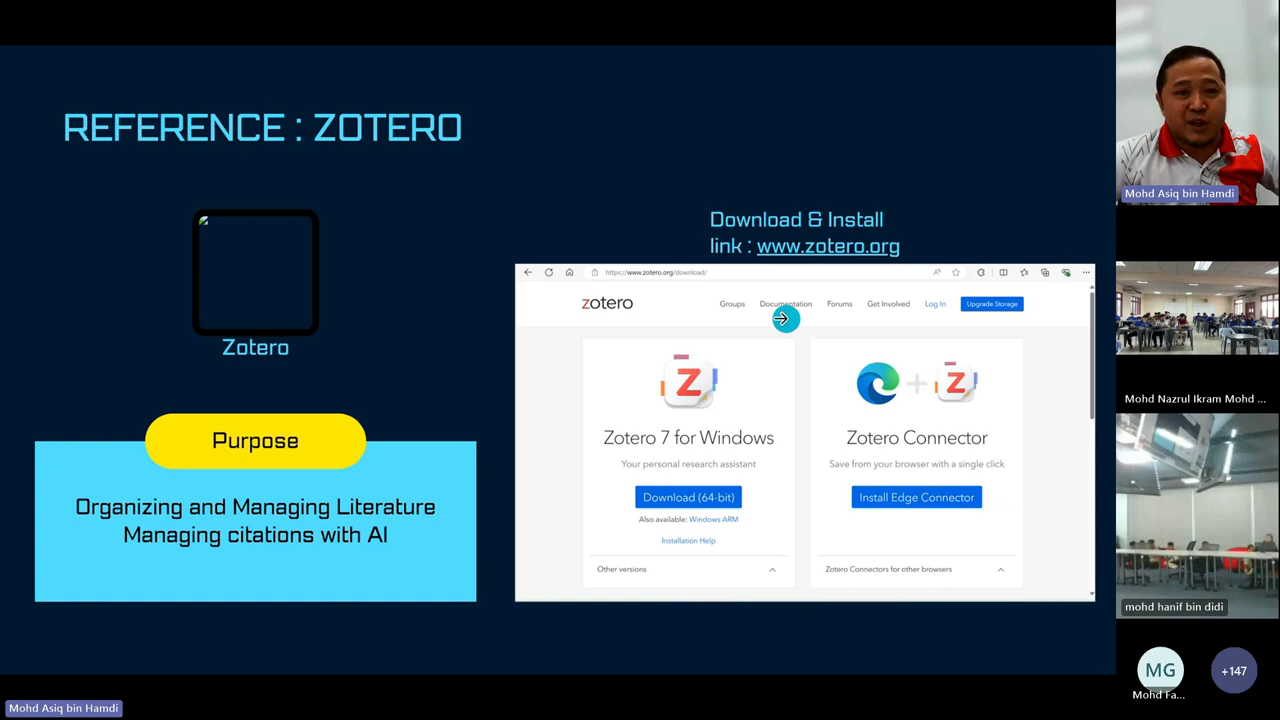 REFERENCE : ZOTERO
Zotero
Purpose
Organizing and Managing Literature
Managing citations with AI
Download & Install
link : www.zotero.org
https://www.zotero.org/download/
zotero
Groups
Documentation
Forums
Get Involved
Log In
Upgrade Storage
Z
Zotero 7 for Windows
Your personal research assistant
Download (64-bit)
Also available: Windows ARM
Installation Help
Other versions
Z
Zotero Connector
Save from your browser with a single click
Install Edge Connector
Zotero Connectors for other browsers
Mohd Asiq bin Hamdi
Mohd Nazrul Ikram Mohd ...
mohd hanif bin didi
MG
Mohd Fa...
+147
Mohd Asiq bin Hamdi